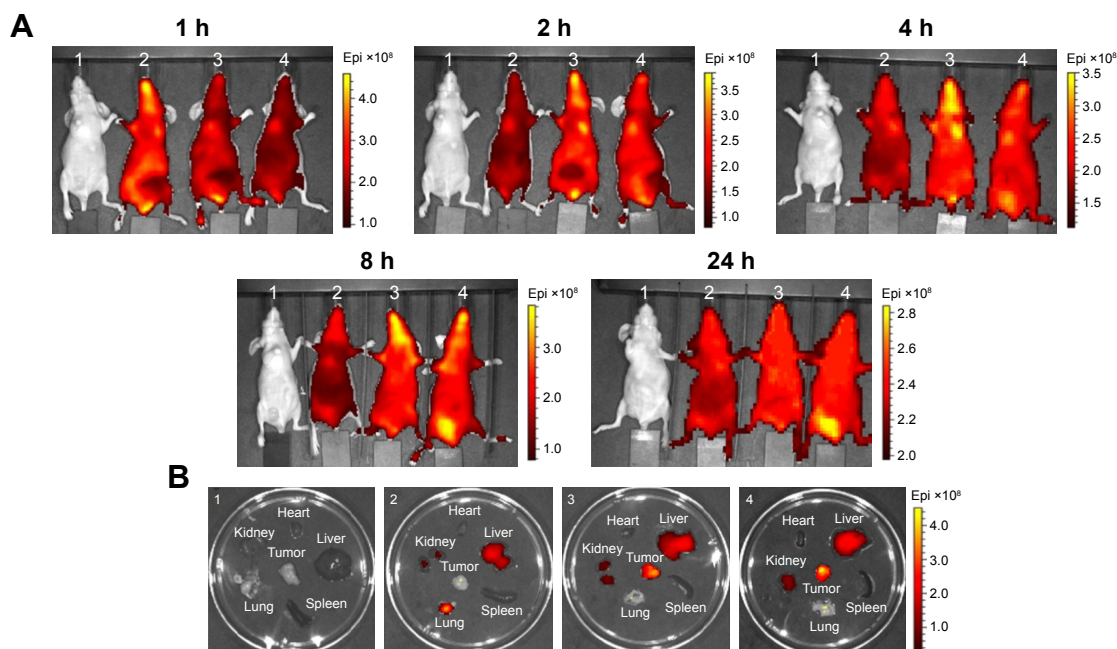 A
1 h
2 h
4 h
Epi ×10⁸
1 2 3 4
4.0
3.0
2.0
1.0
Epi ×10⁸
1 2 3 4
3.5
3.0
2.5
2.0
1.5
1.0
Epi ×10⁸
1 2 3 4
3.5
3.0
2.5
2.0
1.5
8 h
24 h
Epi ×10⁸
1 2 3 4
3.0
2.0
1.0
Epi ×10⁸
1 2 3 4
2.8
2.6
2.4
2.2
2.0
B
1
Heart
Kidney
Liver
Tumor
Lung
Spleen
2
Heart
Kidney
Liver
Tumor
Spleen
Lung
3
Heart
Liver
Kidney
Tumor
Lung
Spleen
4
Heart
Liver
Kidney
Tumor
Spleen
Lung
Epi ×10⁸
4.0
3.0
2.0
1.0